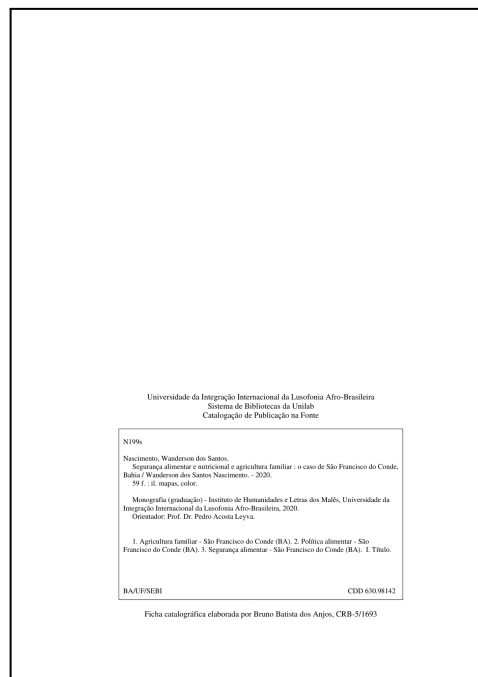 Universidade da Integração Internacional da Lusofonia Afro-Brasileira
Sistema de Bibliotecas da Unilab
Catalogação de Publicação na Fonte
N199s
Nascimento, Wanderson dos Santos.
Segurança alimentar e nutricional e agricultura familiar : o caso de São Francisco do Conde,
Bahia / Wanderson dos Santos Nascimento. - 2020.
59 f. : il. mapas, color.
Monografia (graduação) - Instituto de Humanidades e Letras dos Malês, Universidade da
Integração Internacional da Lusofonia Afro-Brasileira, 2020.
Orientador: Prof. Dr. Pedro Acosta Leyva.
1. Agricultura familiar - São Francisco do Conde (BA). 2. Política alimentar - São
Francisco do Conde (BA). 3. Segurança alimentar - São Francisco do Conde (BA). I. Título.
BA/UF/SEBI CDD 630.98142
Ficha catalográfica elaborada por Bruno Batista dos Anjos, CRB-5/1693